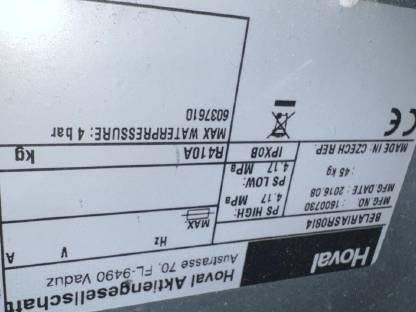 Hoval
Hoval Aktiengesellschaft
Austrasse 70, FL-9490 Vaduz
BELARIASR08I4
MFG. NO. : 1600730
MFG. DATE : 2016.08
: 45 kg
MADE IN: CZECH REP.
MAX
Hz
V
A
PS HIGH:
4.17 MPa
PS LOW:
4.17 MPa
IPX0B
R410A
kg
MAX WATERPRESSURE: 4 bar
6037610
CE